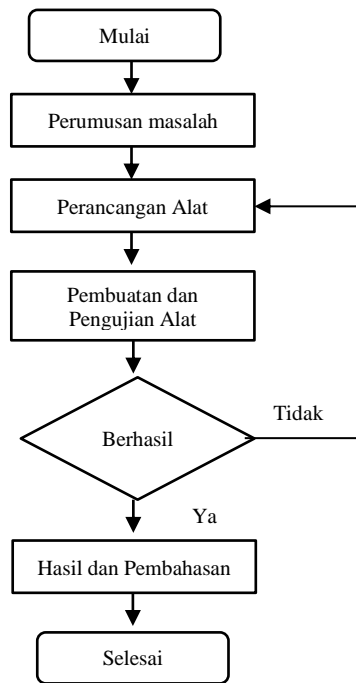 Mulai
Perumusan masalah
Perancangan Alat
Pembuatan dan
Pengujian Alat
Berhasil
Tidak
Ya
Hasil dan Pembahasan
Selesai